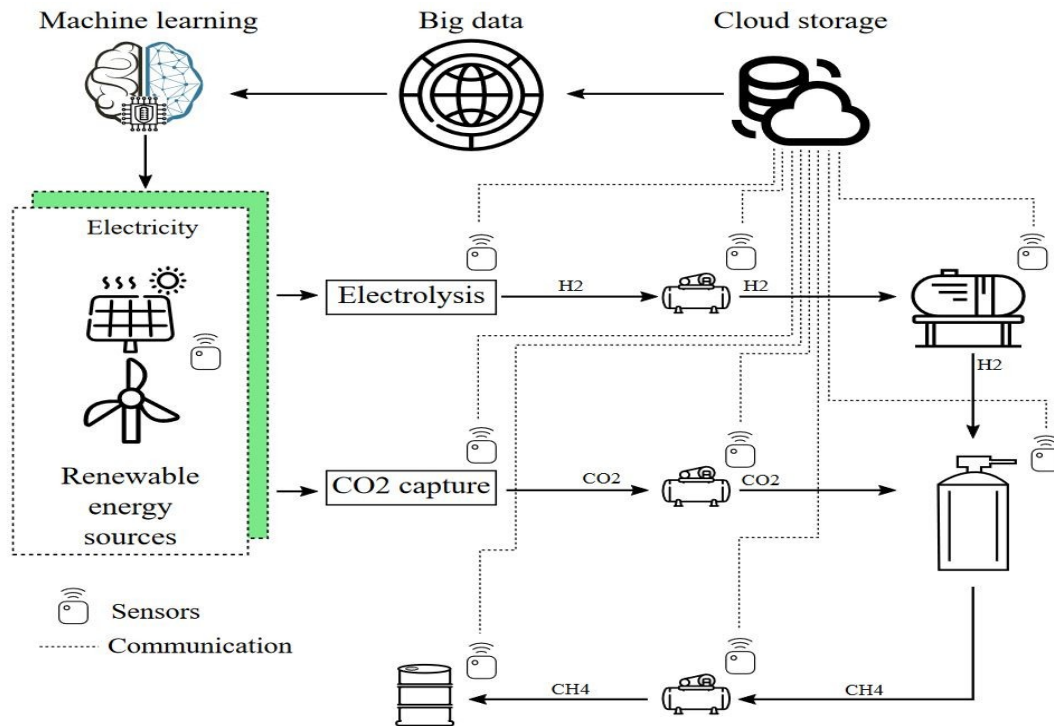 Machine learning
Big data
Cloud storage
Electricity
Electrolysis
H2
H2
H2
Renewable
energy
sources
CO2 capture
CO2
CO2
Sensors
Communication
CH4
CH4